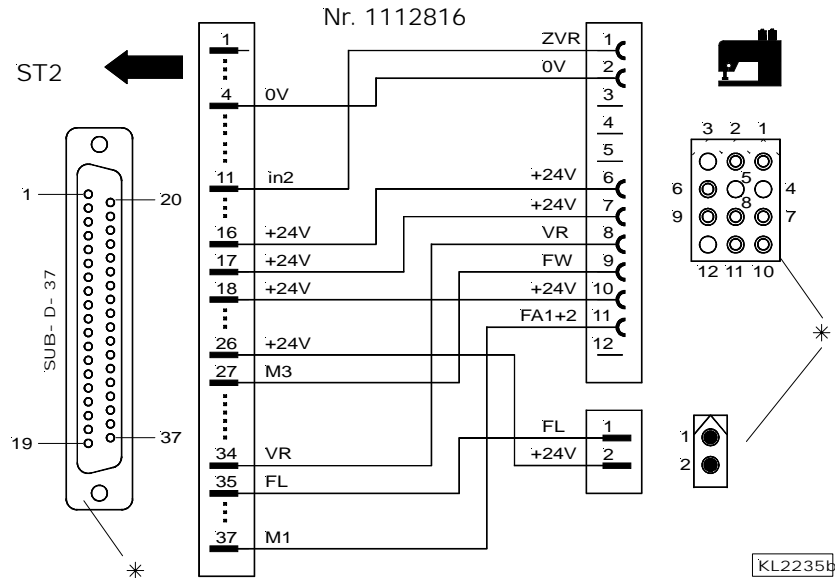 Nr. 1112816
ST2
SUB- D- 37
1
20
19
37
1
4 0V
11 in2
16 +24V
17 +24V
18 +24V
26 +24V
27 M3
34 VR
35 FL
37 M1
ZVR 1
0V 2
3
4
5
+24V 6
+24V 7
VR 8
FW 9
+24V 10
FA1+2 11
12
FL 1
+24V 2
3 2 1
6 5 4
9 8 7
12 11 10
1
2
KL2235b